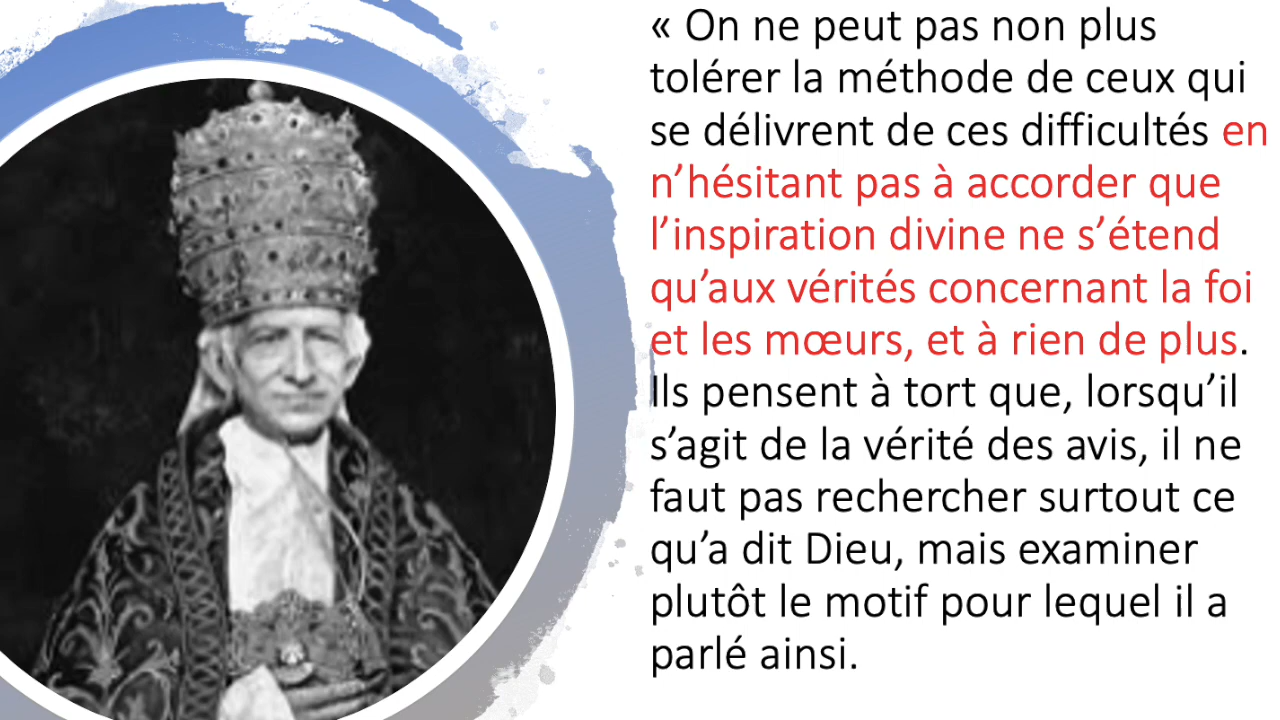 « On ne peut pas non plus
tolérer la méthode de ceux qui
se délivrent de ces difficultés en
n’hésitant pas à accorder que
l’inspiration divine ne s’étend
qu’aux vérités concernant la foi
et les mœurs, et à rien de plus.
Ils pensent à tort que, lorsqu’il
s’agit de la vérité des avis, il ne
faut pas rechercher surtout ce
qu’a dit Dieu, mais examiner
plutôt le motif pour lequel il a
parlé ainsi.